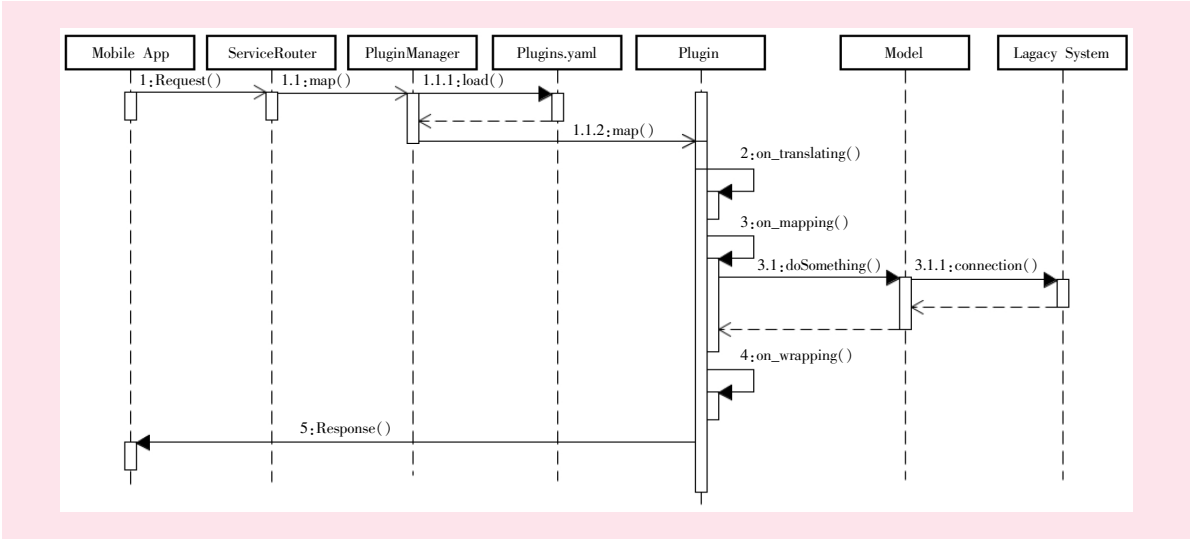 Mobile App
ServiceRouter
PluginManager
Plugins.yaml
Plugin
Model
Lagacy System
1:Request()
1.1:map()
1.1.1:load()
1.1.2:map()
2:on_translating()
3:on_mapping()
3.1:doSomething()
3.1.1:connection()
4:on_wrapping()
5:Response()